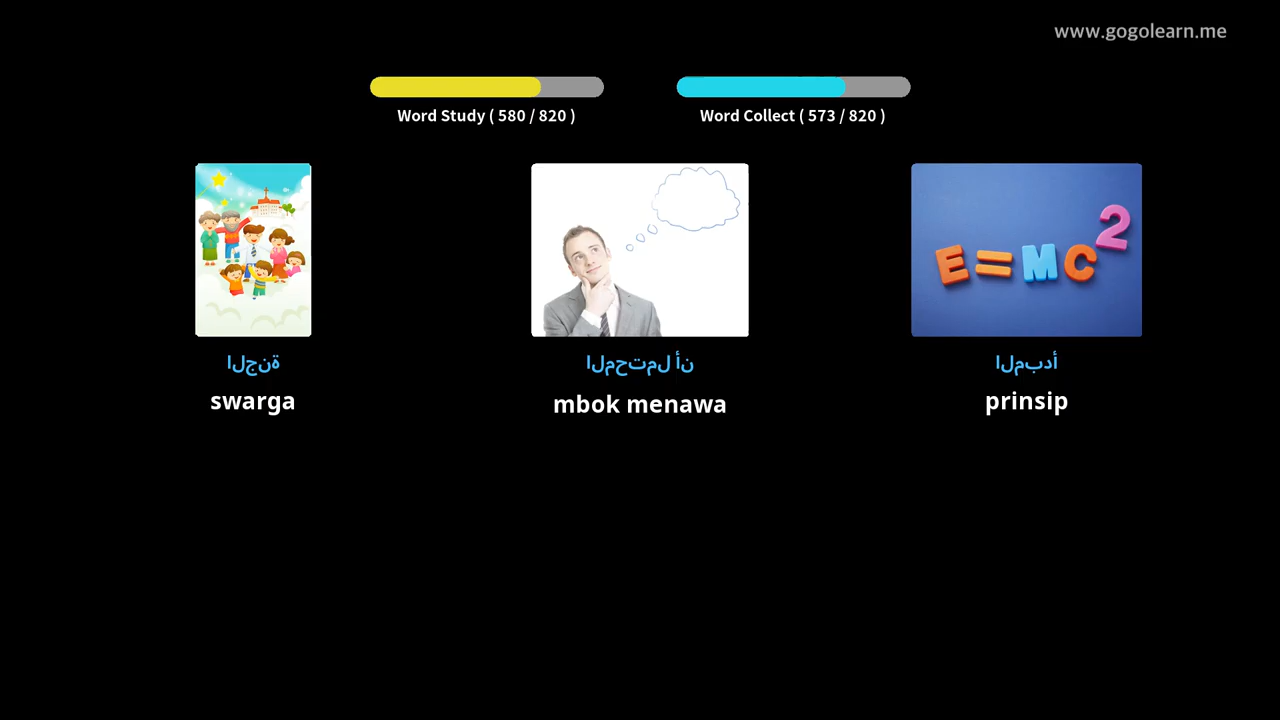 www.gogolearn.me
Word Study ( 580 / 820 )
Word Collect ( 573 / 820 )
E=MC2
الجنة
المحتمل أن
المبدأ
swarga
mbok menawa
prinsip